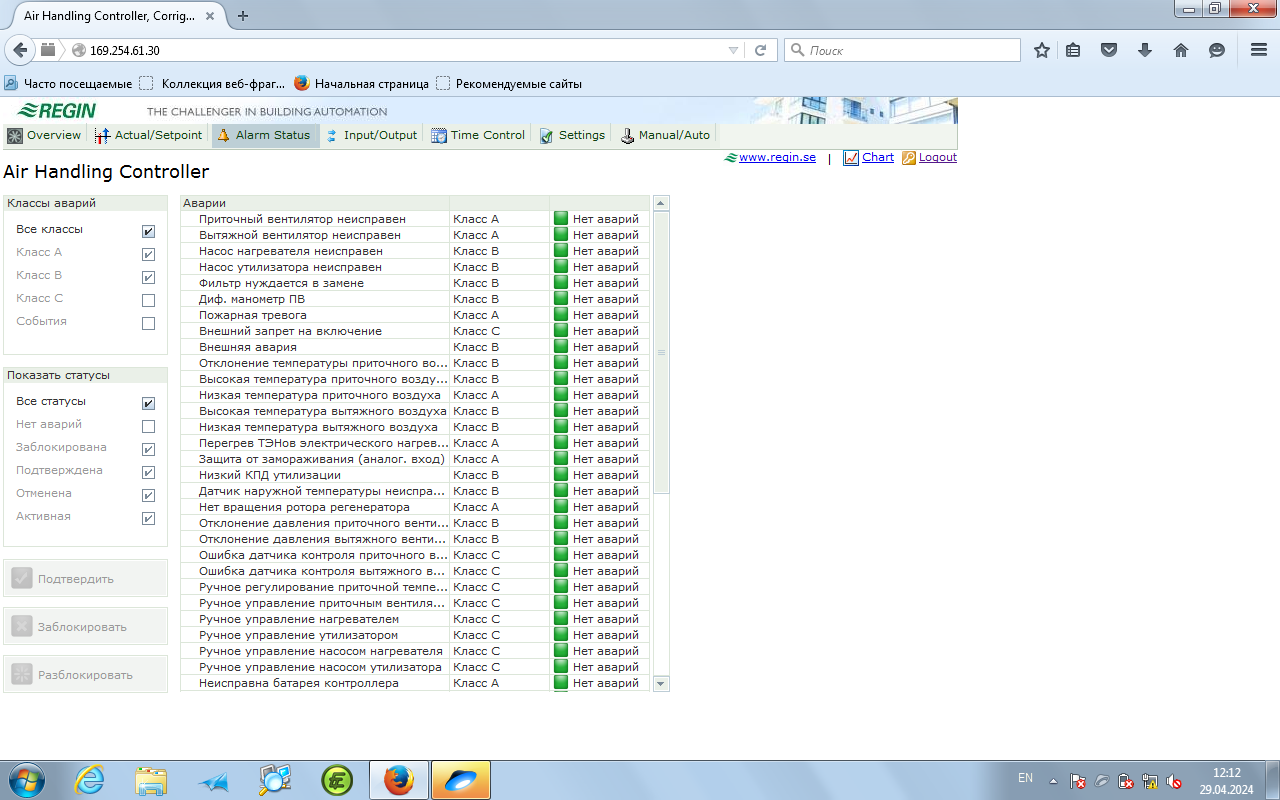 Air Handling Controller, Corrig...
169.254.61.30
Поиск
Часто посещаемые Коллекция веб-фраг... Начальная страница Рекомендуемые сайты
REGIN THE CHALLENGER IN BUILDING AUTOMATION
Overview Actual/Setpoint Alarm Status Input/Output Time Control Settings Manual/Auto
www.regin.se | Chart Logout
Air Handling Controller
Классы аварий
Все классы
Класс A
Класс B
Класс C
События
Показать статусы
Все статусы
Нет аварий
Заблокирована
Подтверждена
Отменена
Активная
Подтвердить
Заблокировать
Разблокировать
Аварии
Приточный вентилятор неисправен Класс A Нет аварий
Вытяжной вентилятор неисправен Класс A Нет аварий
Насос нагревателя неисправен Класс B Нет аварий
Насос утилизатора неисправен Класс B Нет аварий
Фильтр нуждается в замене Класс B Нет аварий
Диф. манометр ПВ Класс B Нет аварий
Пожарная тревога Класс A Нет аварий
Внешний запрет на включение Класс C Нет аварий
Внешняя авария Класс B Нет аварий
Отклонение температуры приточного во... Класс B Нет аварий
Высокая температура приточного возду... Класс B Нет аварий
Низкая температура приточного воздуха Класс A Нет аварий
Высокая температура вытяжного воздуха Класс B Нет аварий
Низкая температура вытяжного воздуха Класс B Нет аварий
Перегрев ТЭНов электрического нагрев... Класс A Нет аварий
Защита от замораживания (аналог. вход) Класс A Нет аварий
Низкий КПД утилизации Класс B Нет аварий
Датчик наружной температуры неиспра... Класс B Нет аварий
Нет вращения ротора регенератора Класс A Нет аварий
Отклонение давления приточного венти... Класс B Нет аварий
Отклонение давления вытяжного венти... Класс B Нет аварий
Ошибка датчика контроля приточного в... Класс C Нет аварий
Ошибка датчика контроля вытяжного в... Класс C Нет аварий
Ручное регулирование приточной темпе... Класс C Нет аварий
Ручное управление приточным вентиля... Класс C Нет аварий
Ручное управление нагревателем Класс C Нет аварий
Ручное управление утилизатором Класс C Нет аварий
Ручное управление насосом нагревателя Класс C Нет аварий
Ручное управление насосом утилизатора Класс C Нет аварий
Неисправна батарея контроллера Класс A Нет аварий
EN
12:12
29.04.2024